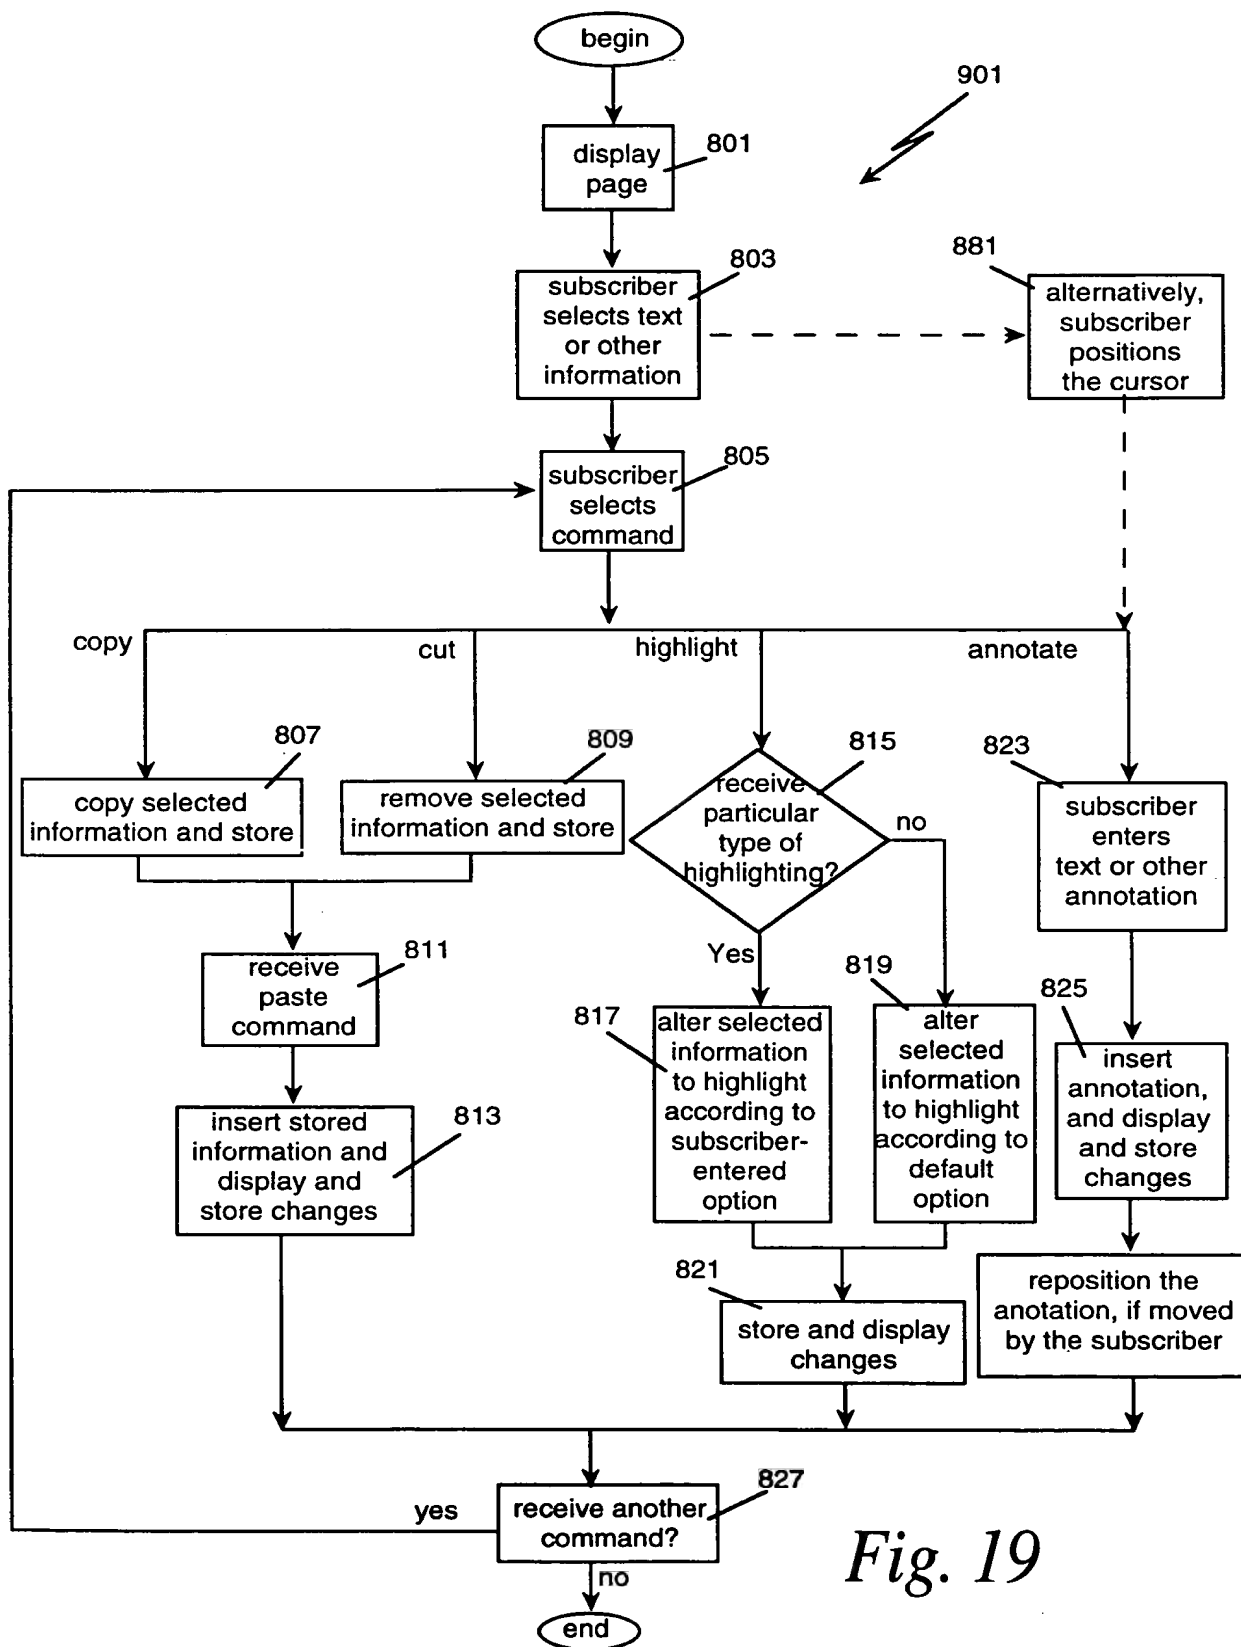 begin
901
801
display
page
803
subscriber
selects text
or other
information
881
alternatively,
subscriber
positions
the cursor
805
subscriber
selects
command
copy
cut
highlight
annotate
807
copy selected
information and store
809
remove selected
information and store
815
receive
particular
type of
highlighting?
no
Yes
823
subscriber
enters
text or other
annotation
811
receive
paste
command
817
alter selected
information
to highlight
according to
subscriber-
entered
option
819
alter
selected
information
to highlight
according to
default
option
825
insert
annotation,
and display
and store
changes
813
insert stored
information and
display and
store changes
821
store and display
changes
reposition the
anotation, if moved
by the subscriber
827
receive another
command?
yes
no
end
Fig. 19